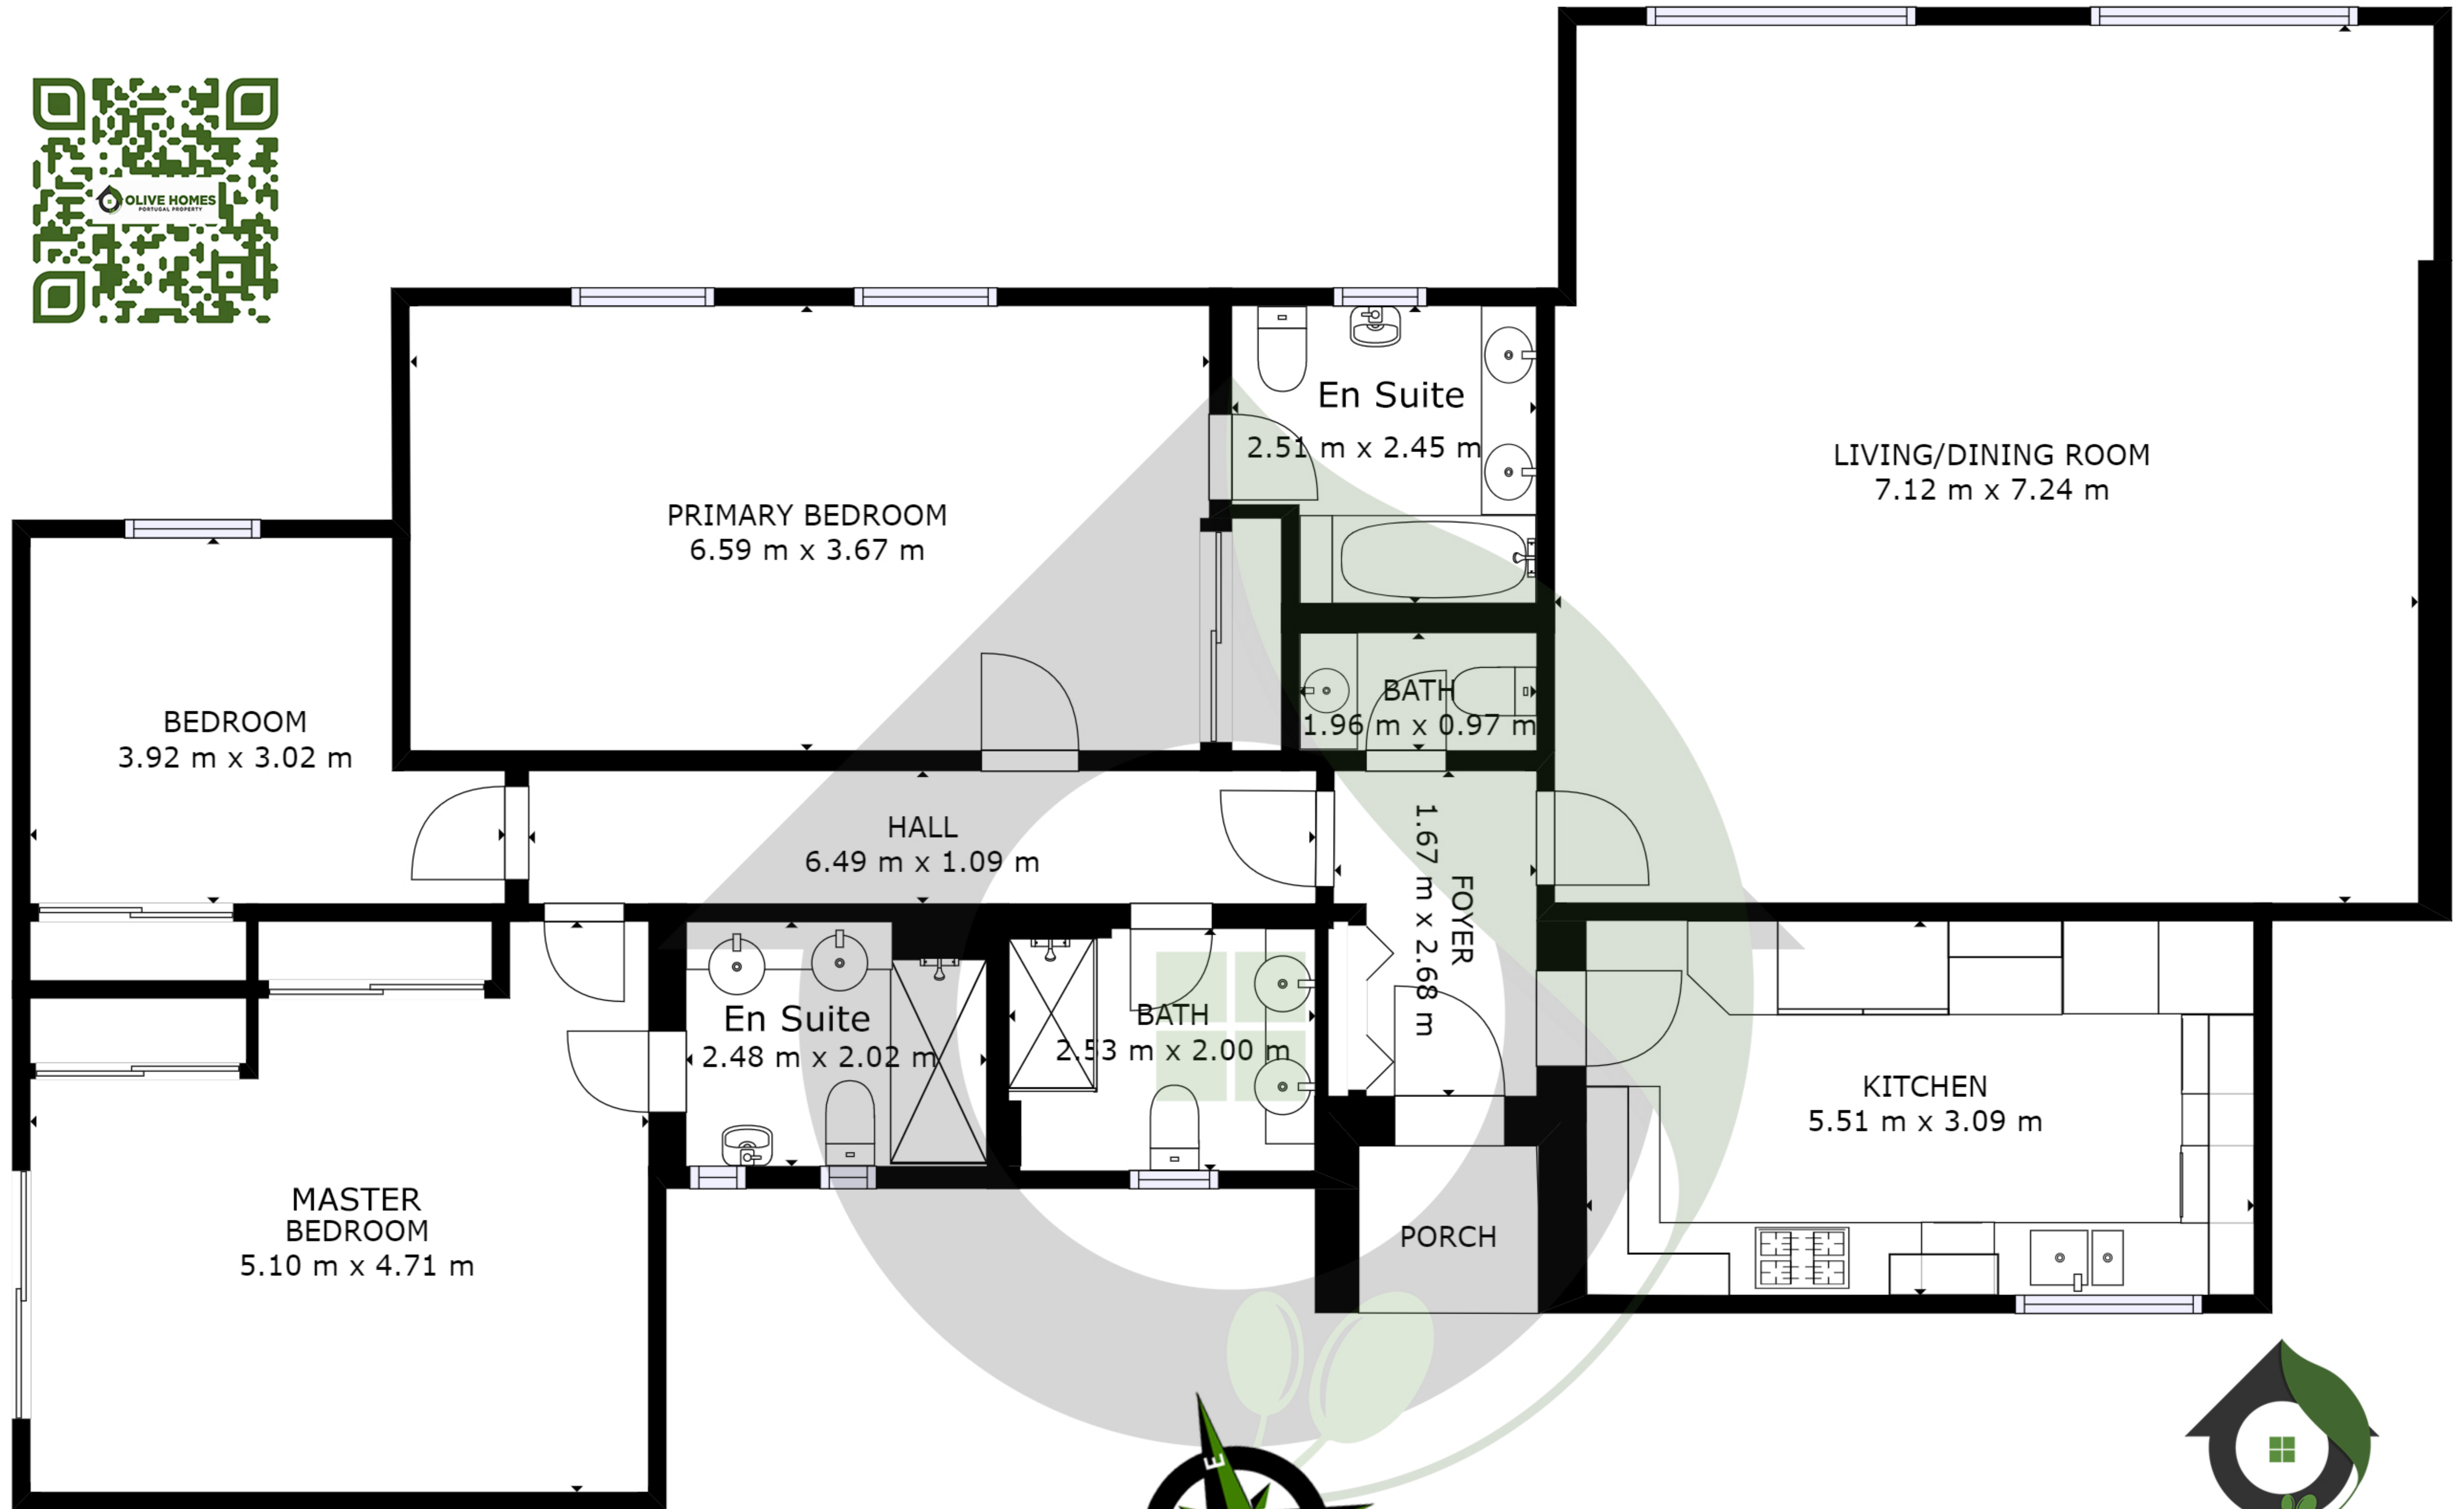 OLIVE HOMES
PORTUGAL PROPERTY
En Suite
2.51 m x 2.45 m
LIVING/DINING ROOM
7.12 m x 7.24 m
PRIMARY BEDROOM
6.59 m x 3.67 m
BATH
1.96 m x 0.97 m
BEDROOM
3.92 m x 3.02 m
HALL
6.49 m x 1.09 m
FOYER
1.67 m x 2.68 m
En Suite
2.48 m x 2.02 m
BATH
2.53 m x 2.00 m
KITCHEN
5.51 m x 3.09 m
MASTER
BEDROOM
5.10 m x 4.71 m
PORCH
E